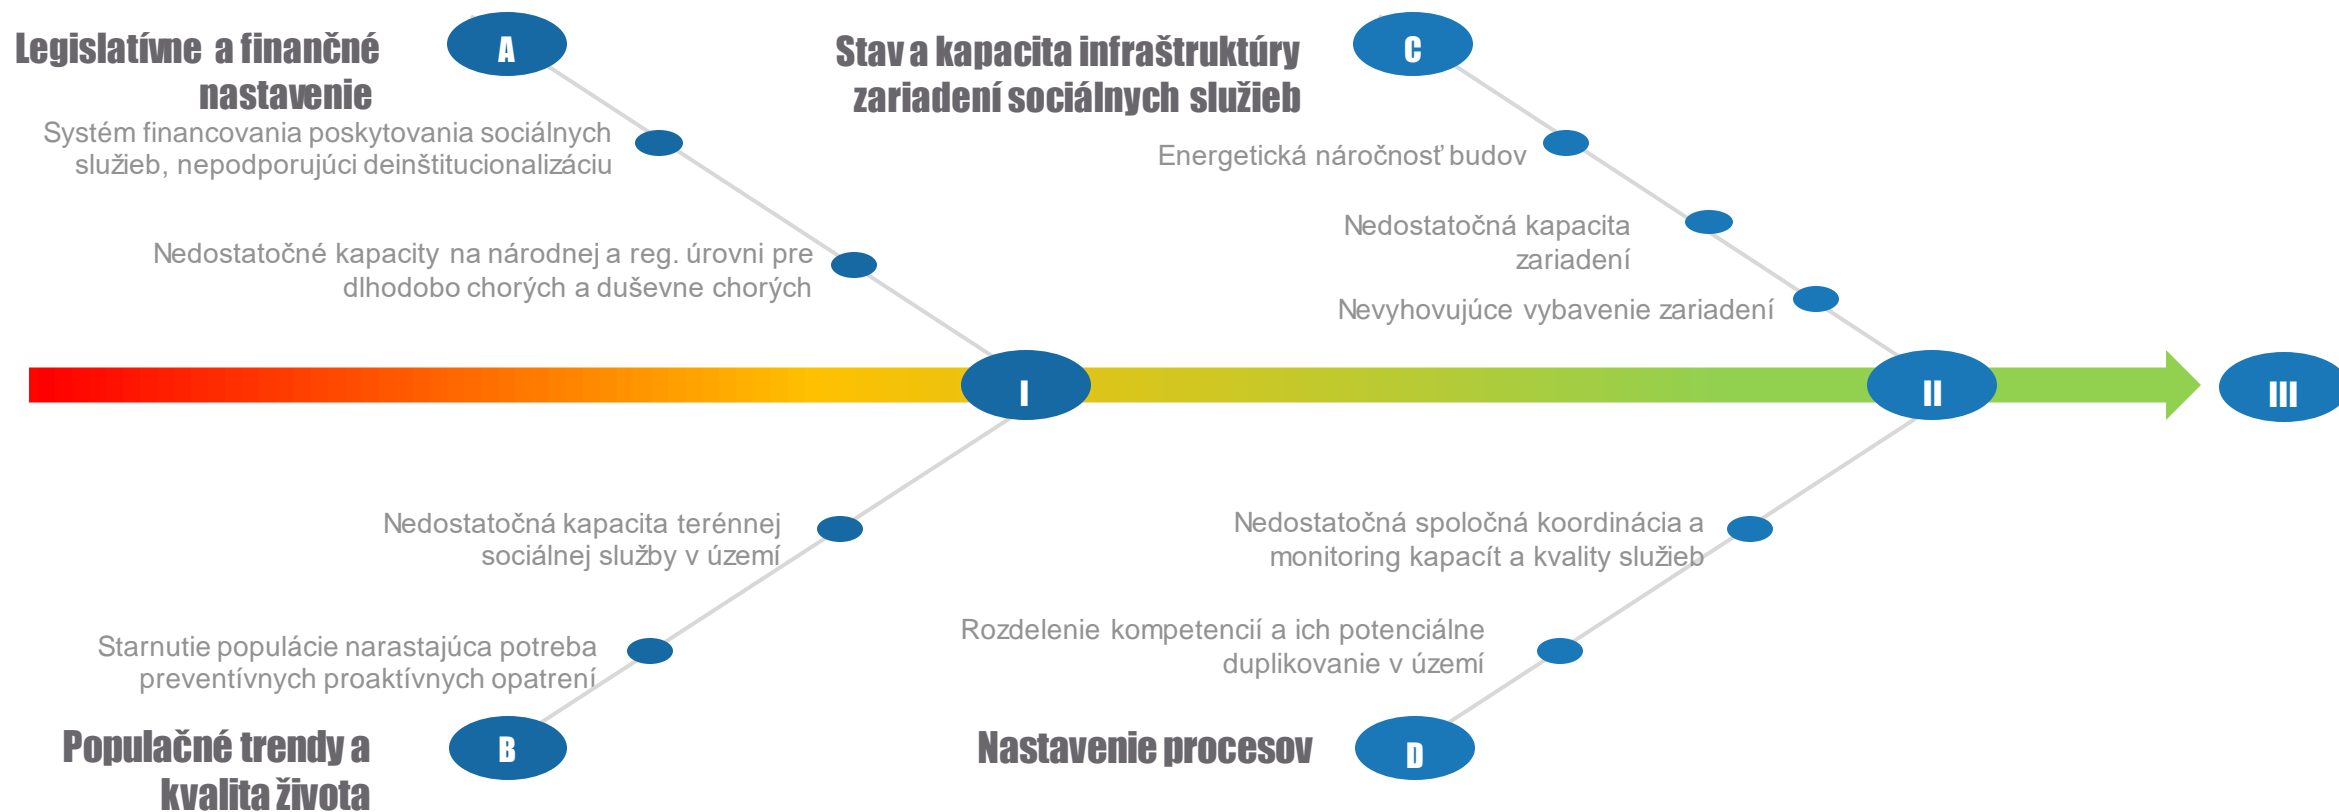 Legislatívne a finančné
nastavenie
A
Systém financovania poskytovania sociálnych
služieb, nepodporujúci deinštitucionalizáciu
Nedostatočné kapacity na národnej a reg. úrovni pre
dlhodobo chorých a duševne chorých
Stav a kapacita infraštruktúry
zariadení sociálnych služieb
C
Energetická náročnosť budov
Nedostatočná kapacita
zariadení
Nevyhovujúce vybavenie zariadení
I
II
III
Nedostatočná kapacita terénnej
sociálnej služby v území
Starnutie populácie narastajúca potreba
preventívnych proaktívnych opatrení
Populačné trendy a
kvalita života
B
Nedostatočná spoločná koordinácia a
monitoring kapacít a kvality služieb
Rozdelenie kompetencií a ich potenciálne
duplikovanie v území
Nastavenie procesov
D